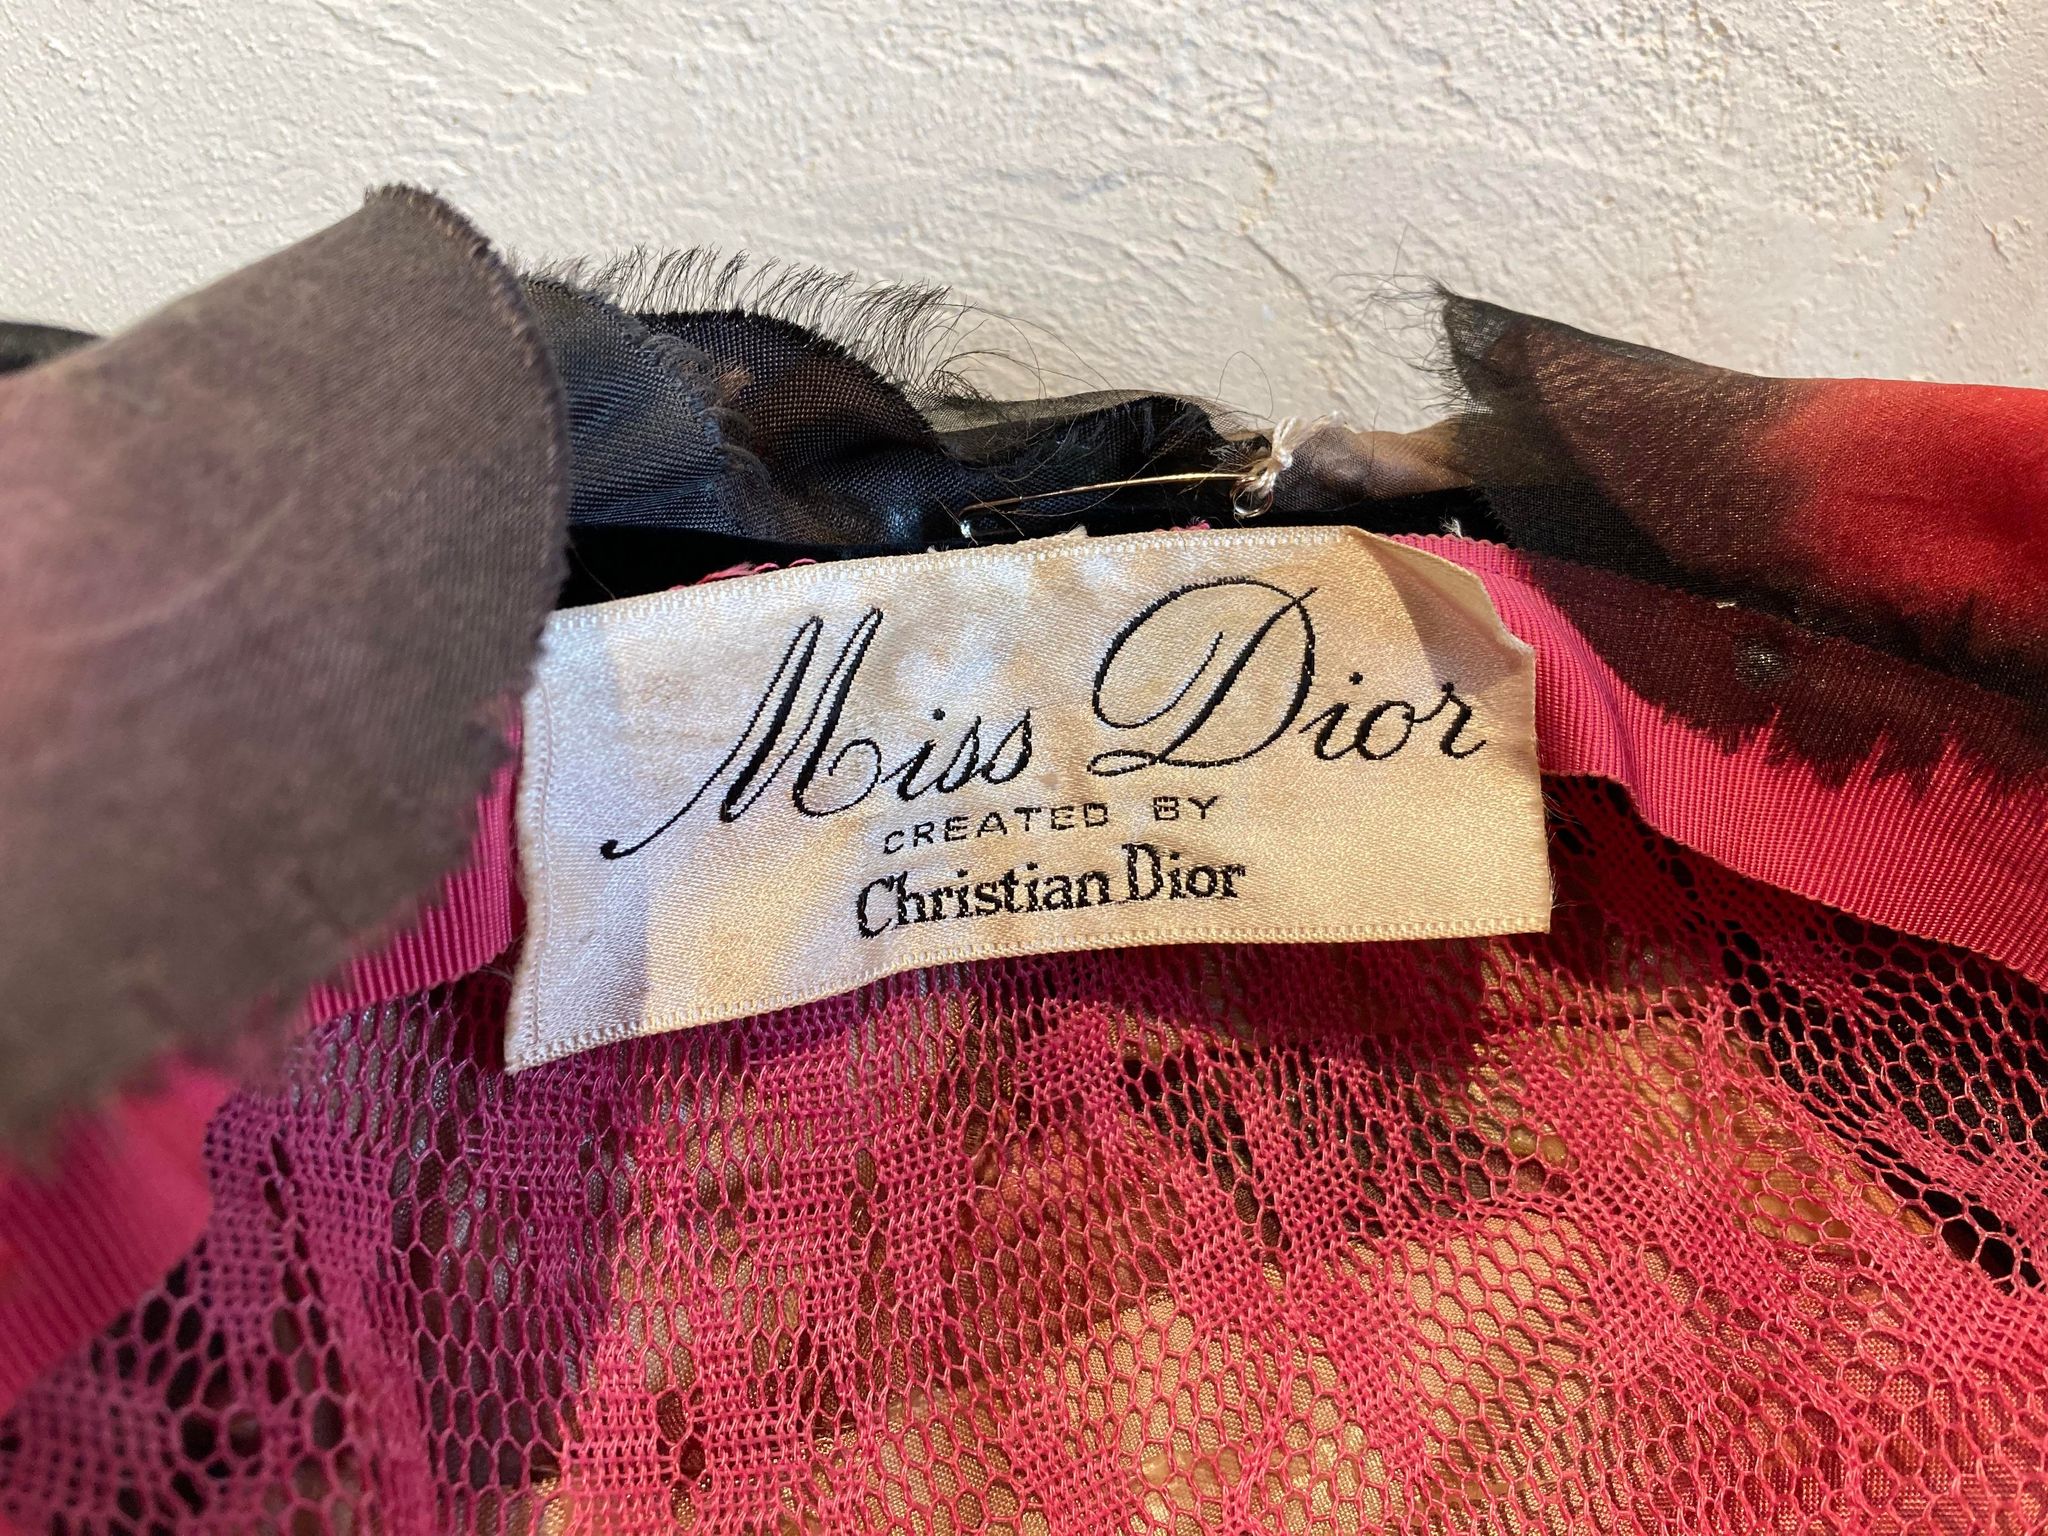 Miss Dior
CREATED BY
Christian Dior